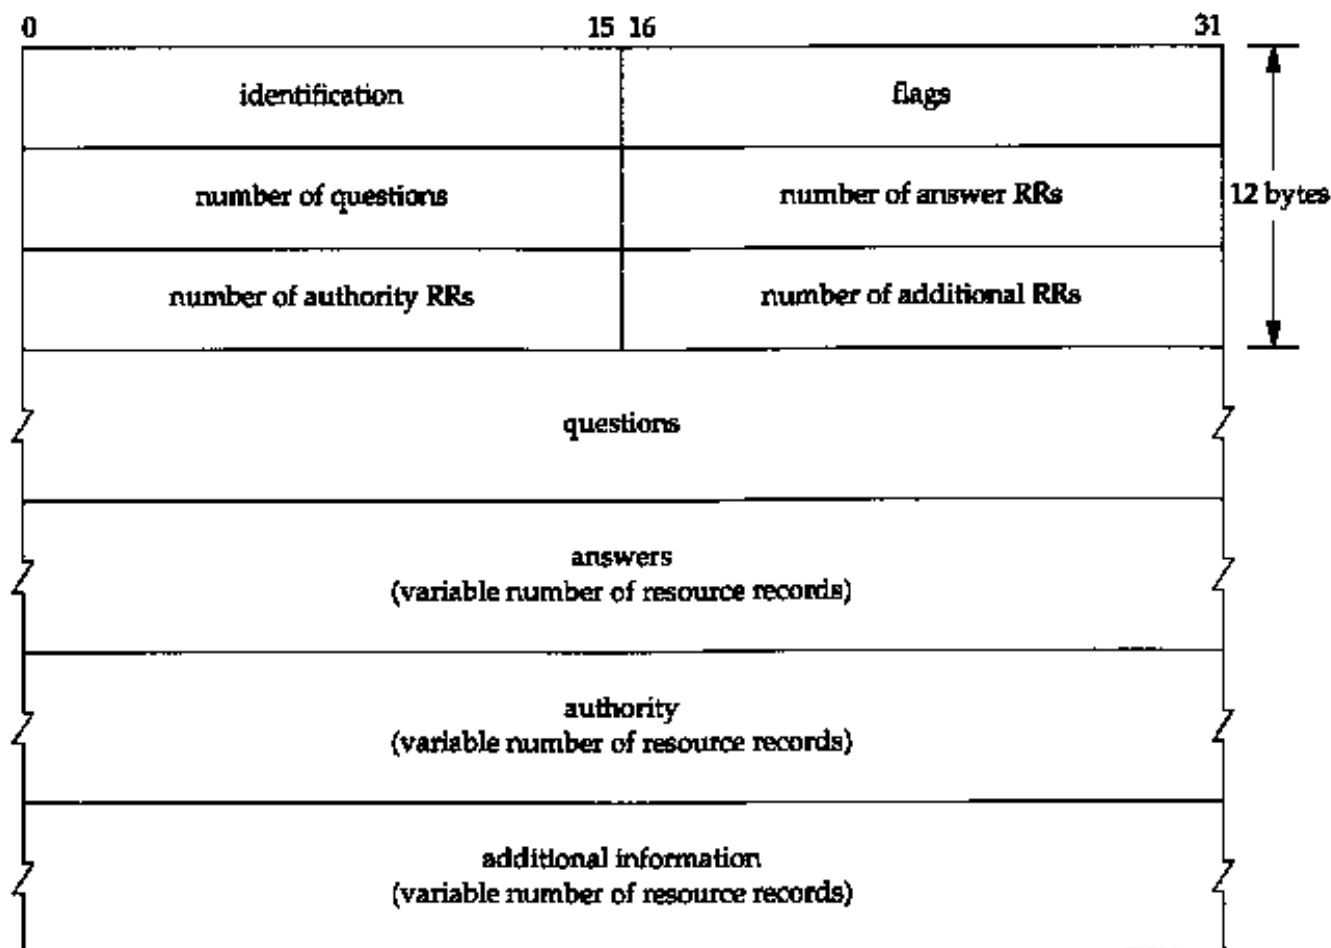 0 15 16 31
identification flags
number of questions number of answer RRs 12 bytes
number of authority RRs number of additional RRs
questions
answers
(variable number of resource records)
authority
(variable number of resource records)
additional information
(variable number of resource records)